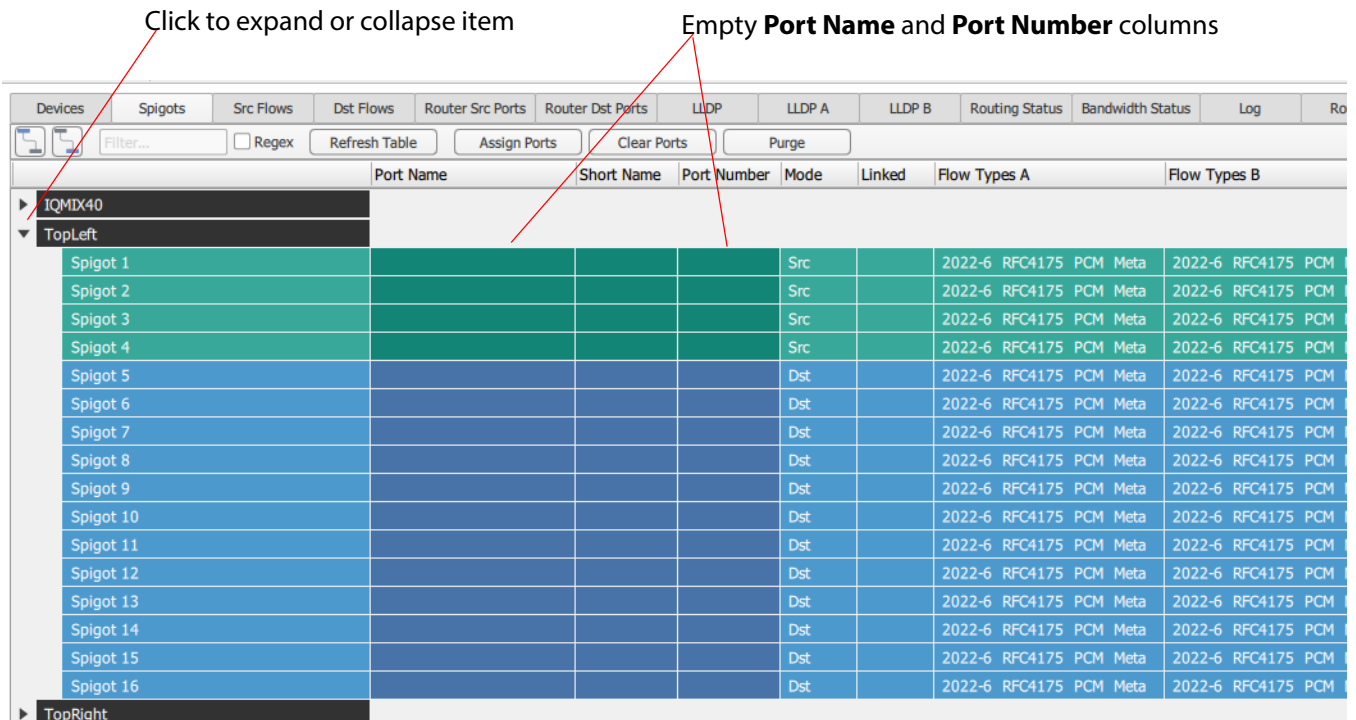 Click to expand or collapse item
Empty Port Name and Port Number columns
Devices Spigots Src Flows Dst Flows Router Src Ports Router Dst Ports LLDP LLDP A LLDP B Routing Status Bandwidth Status Log Ro
Filter... Regex Refresh Table Assign Ports Clear Ports Purge
Port Name Short Name Port Number Mode Linked Flow Types A Flow Types B
IQMIX40
TopLeft
Spigot 1 Src 2022-6 RFC4175 PCM Meta 2022-6 RFC4175 PCM
Spigot 2 Src 2022-6 RFC4175 PCM Meta 2022-6 RFC4175 PCM
Spigot 3 Src 2022-6 RFC4175 PCM Meta 2022-6 RFC4175 PCM
Spigot 4 Src 2022-6 RFC4175 PCM Meta 2022-6 RFC4175 PCM
Spigot 5 Dst 2022-6 RFC4175 PCM Meta 2022-6 RFC4175 PCM
Spigot 6 Dst 2022-6 RFC4175 PCM Meta 2022-6 RFC4175 PCM
Spigot 7 Dst 2022-6 RFC4175 PCM Meta 2022-6 RFC4175 PCM
Spigot 8 Dst 2022-6 RFC4175 PCM Meta 2022-6 RFC4175 PCM
Spigot 9 Dst 2022-6 RFC4175 PCM Meta 2022-6 RFC4175 PCM
Spigot 10 Dst 2022-6 RFC4175 PCM Meta 2022-6 RFC4175 PCM
Spigot 11 Dst 2022-6 RFC4175 PCM Meta 2022-6 RFC4175 PCM
Spigot 12 Dst 2022-6 RFC4175 PCM Meta 2022-6 RFC4175 PCM
Spigot 13 Dst 2022-6 RFC4175 PCM Meta 2022-6 RFC4175 PCM
Spigot 14 Dst 2022-6 RFC4175 PCM Meta 2022-6 RFC4175 PCM
Spigot 15 Dst 2022-6 RFC4175 PCM Meta 2022-6 RFC4175 PCM
Spigot 16 Dst 2022-6 RFC4175 PCM Meta 2022-6 RFC4175 PCM
TopRight